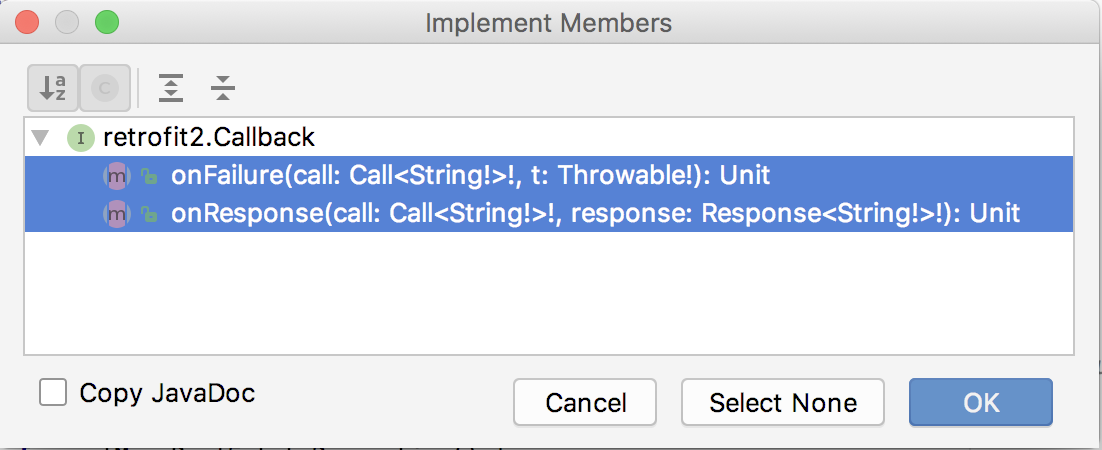 Implement Members
a
z
C
I retrofit2.Callback
m onFailure(call: Call<String!>!, t: Throwable!): Unit
m onResponse(call: Call<String!>!, response: Response<String!>!): Unit
Copy JavaDoc
Cancel
Select None
OK